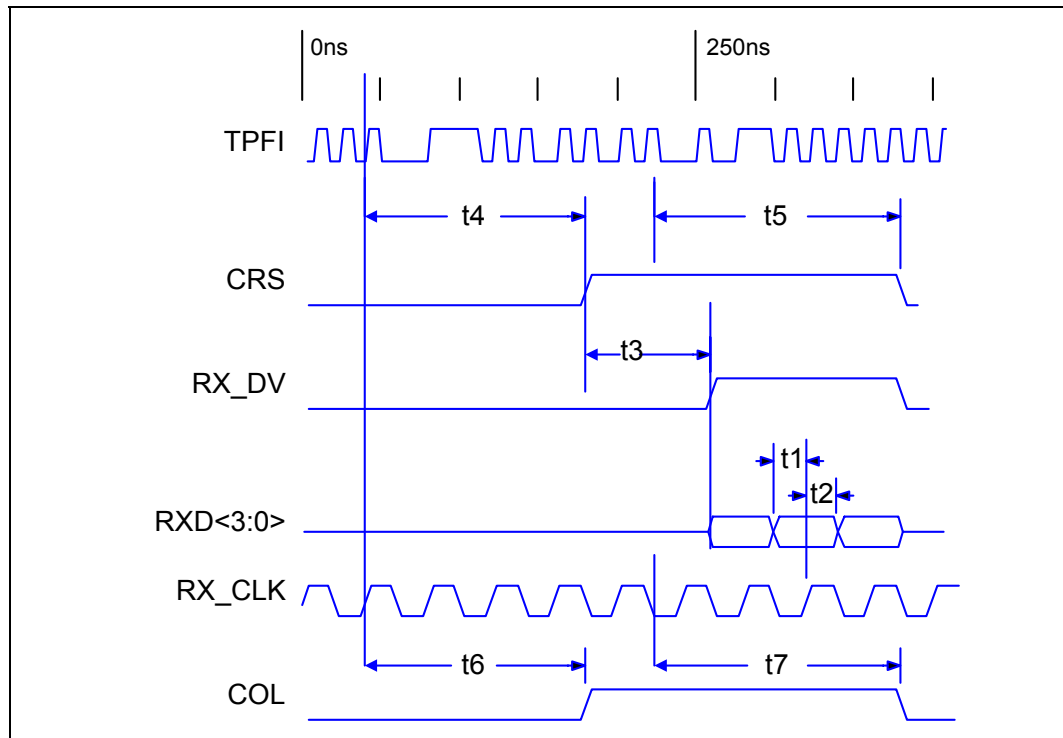 0ns 250ns
TPFI
t4 t5
CRS
t3
RX_DV
t1
t2
RXD<3:0>
RX_CLK
t6 t7
COL